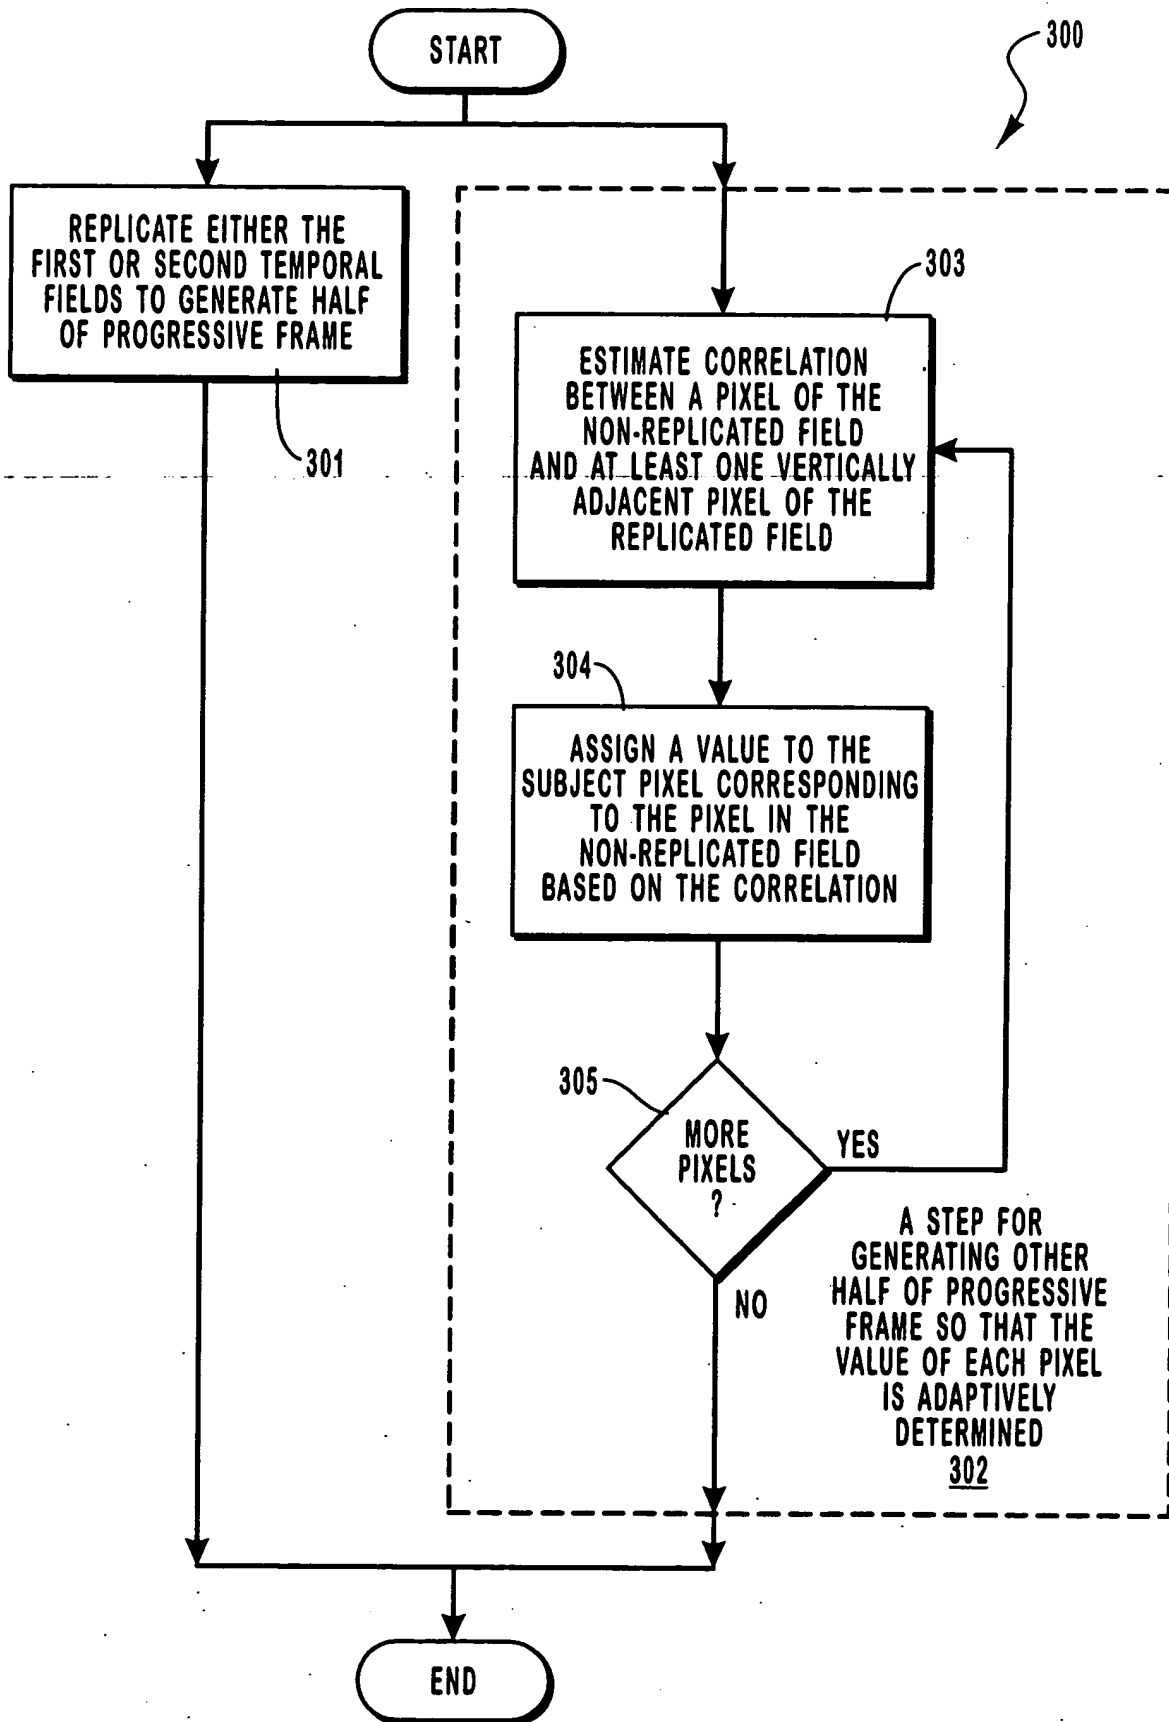 START
300
REPLICATE EITHER THE
FIRST OR SECOND TEMPORAL
FIELDS TO GENERATE HALF
OF PROGRESSIVE FRAME
301
303
ESTIMATE CORRELATION
BETWEEN A PIXEL OF THE
NON-REPLICATED FIELD
AND AT LEAST ONE VERTICALLY
ADJACENT PIXEL OF THE
REPLICATED FIELD
304
ASSIGN A VALUE TO THE
SUBJECT PIXEL CORRESPONDING
TO THE PIXEL IN THE
NON-REPLICATED FIELD
BASED ON THE CORRELATION
305
MORE
PIXELS
?
YES
NO
A STEP FOR
GENERATING OTHER
HALF OF PROGRESSIVE
FRAME SO THAT THE
VALUE OF EACH PIXEL
IS ADAPTIVELY
DETERMINED
302
END